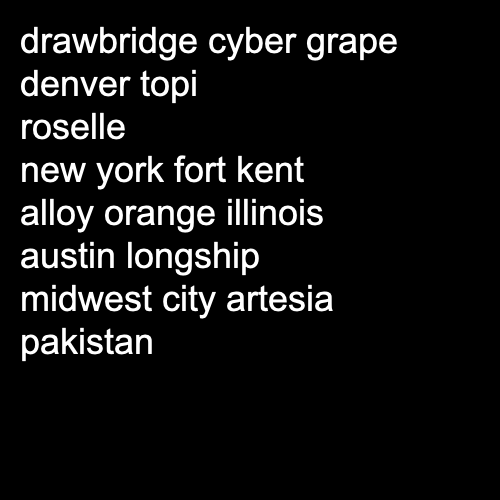 drawbridge cyber grape
denver topi
roselle
new york fort kent
alloy orange illinois
austin longship
midwest city artesia
pakistan